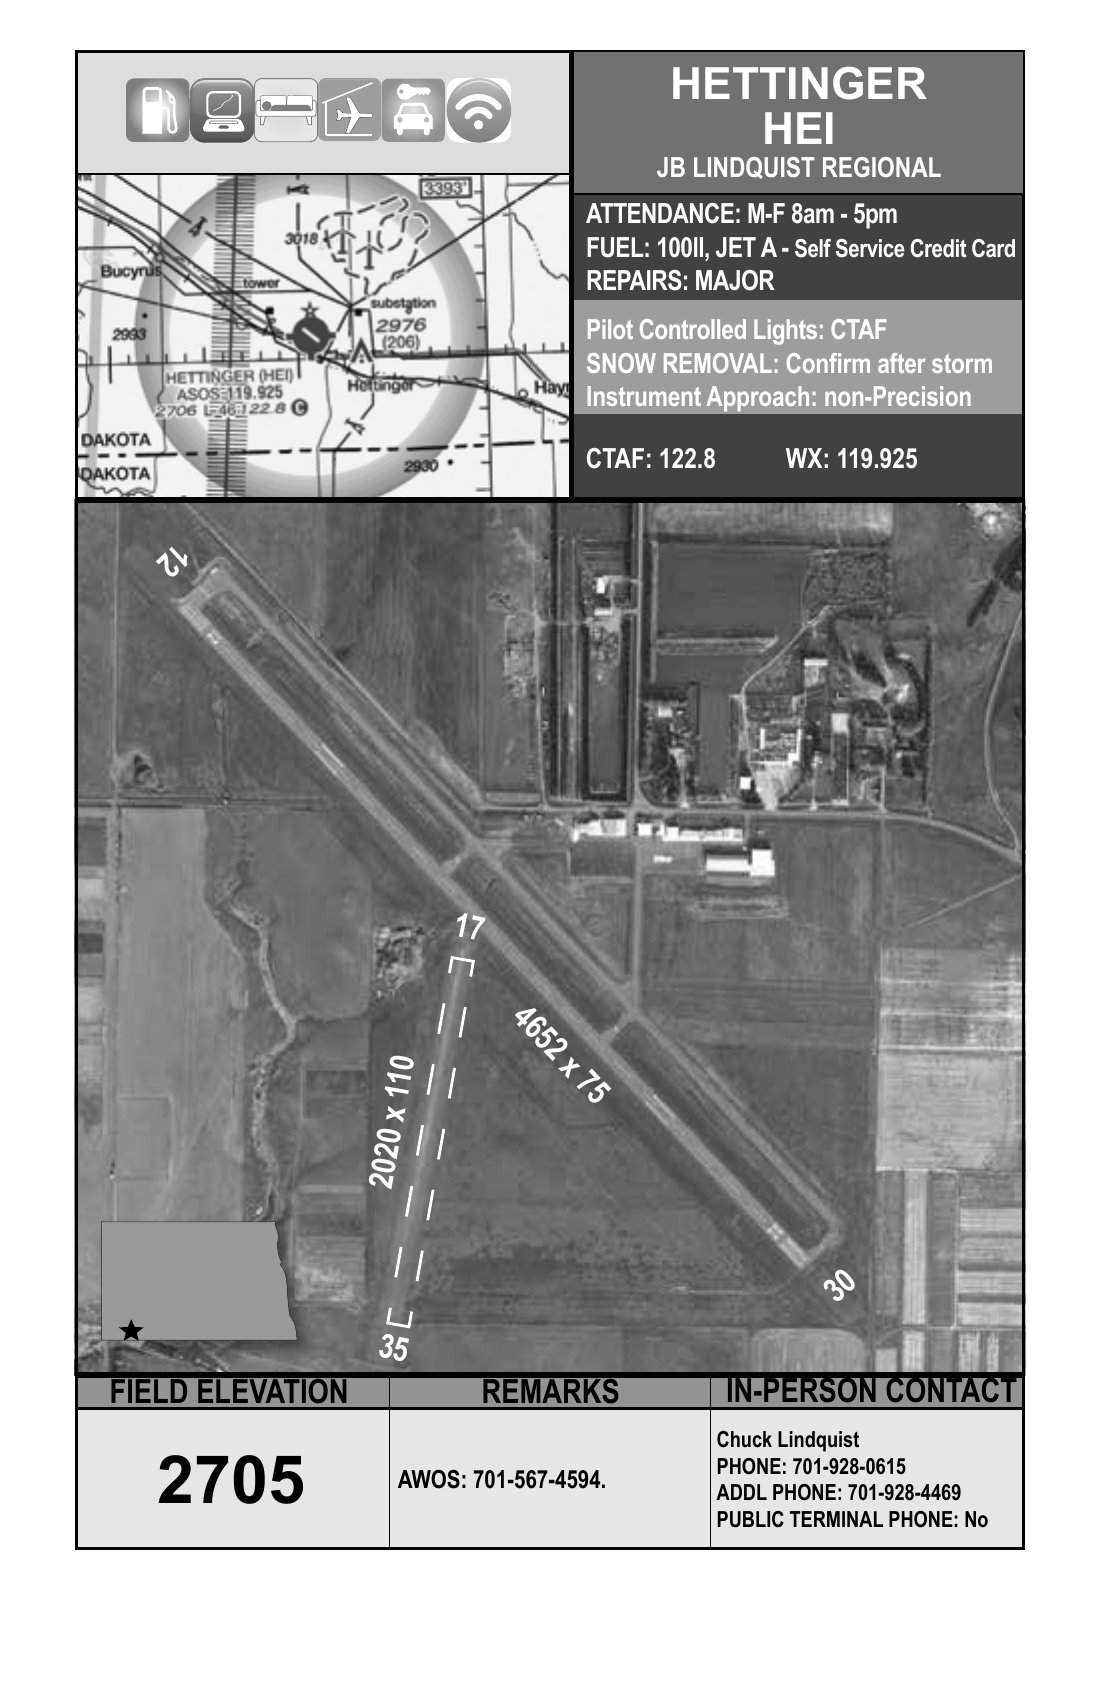 HETTINGER
HEI
JB LINDQUIST REGIONAL
ATTENDANCE: M-F 8am - 5pm
FUEL: 100ll, JET A - Self Service Credit Card
REPAIRS: MAJOR
Pilot Controlled Lights: CTAF
SNOW REMOVAL: Confirm after storm
Instrument Approach: non-Precision
CTAF: 122.8 WX: 119.925
3393'
3018
Bucyrus
tower
substation
2976
(206)
2993
HETTINGER (HEI)
ASOS 119.925
2706 L 46 122.8 C
Hettinger
Hayn
DAKOTA
DAKOTA
2930
12
17
4652 x 75
2020 x 110
30
35
FIELD ELEVATION
REMARKS
IN-PERSON CONTACT
2705
AWOS: 701-567-4594.
Chuck Lindquist
PHONE: 701-928-0615
ADDL PHONE: 701-928-4469
PUBLIC TERMINAL PHONE: No